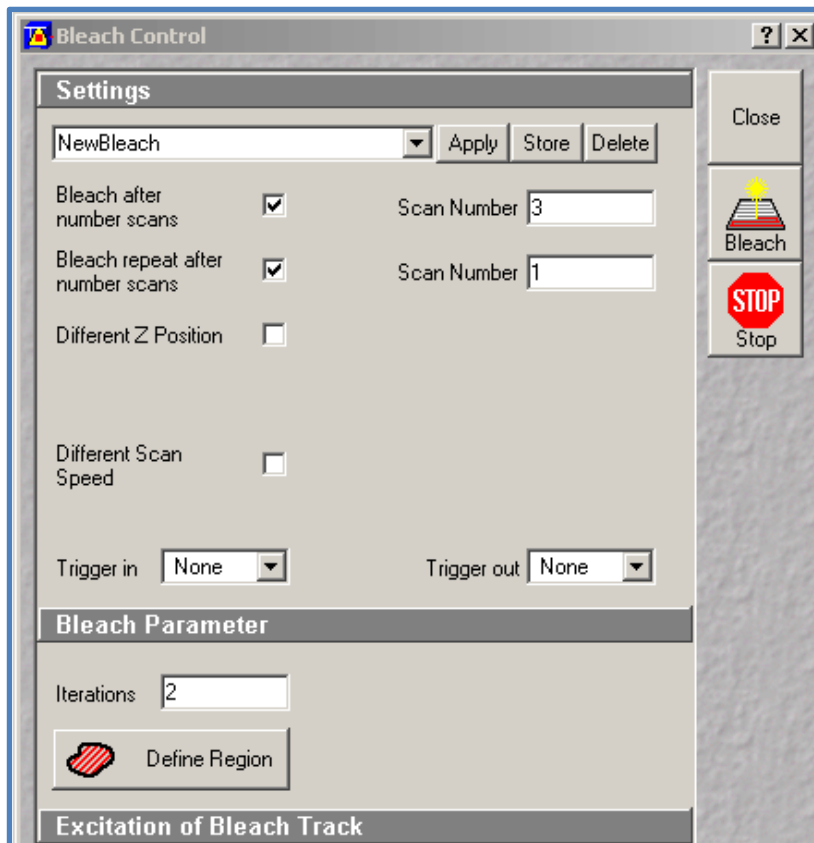 Bleach Control
Settings
Close
NewBleach
Apply
Store
Delete
Bleach after
number scans
Scan Number 3
Bleach
Bleach repeat after
number scans
Scan Number 1
STOP
Stop
Different Z Position
Different Scan
Speed
Trigger in None
Trigger out None
Bleach Parameter
Iterations 2
Define Region
Excitation of Bleach Track